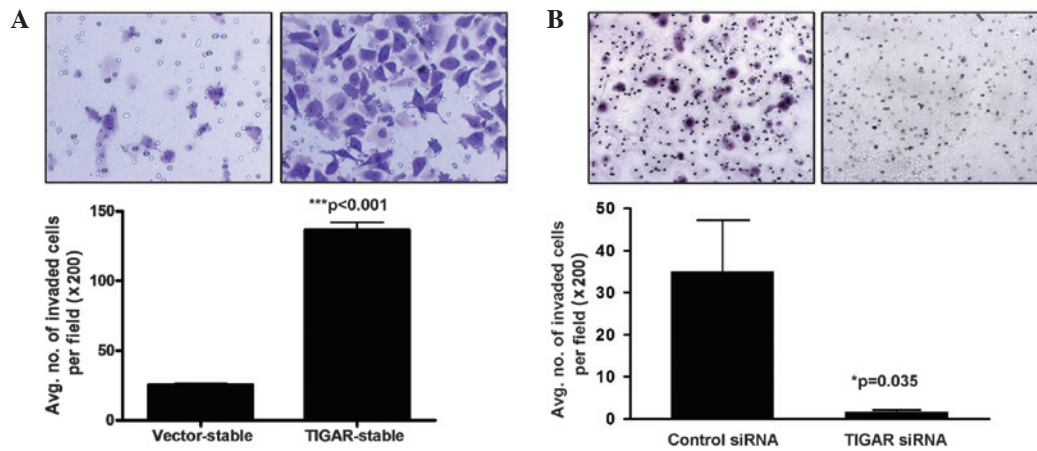 A
B
Avg. no. of invaded cells
per field (x200)
150
100
50
0
***p<0.001
Vector-stable
TIGAR-stable
Avg. no. of invaded cells
per field (x200)
50
40
30
20
10
0
*p=0.035
Control siRNA
TIGAR siRNA